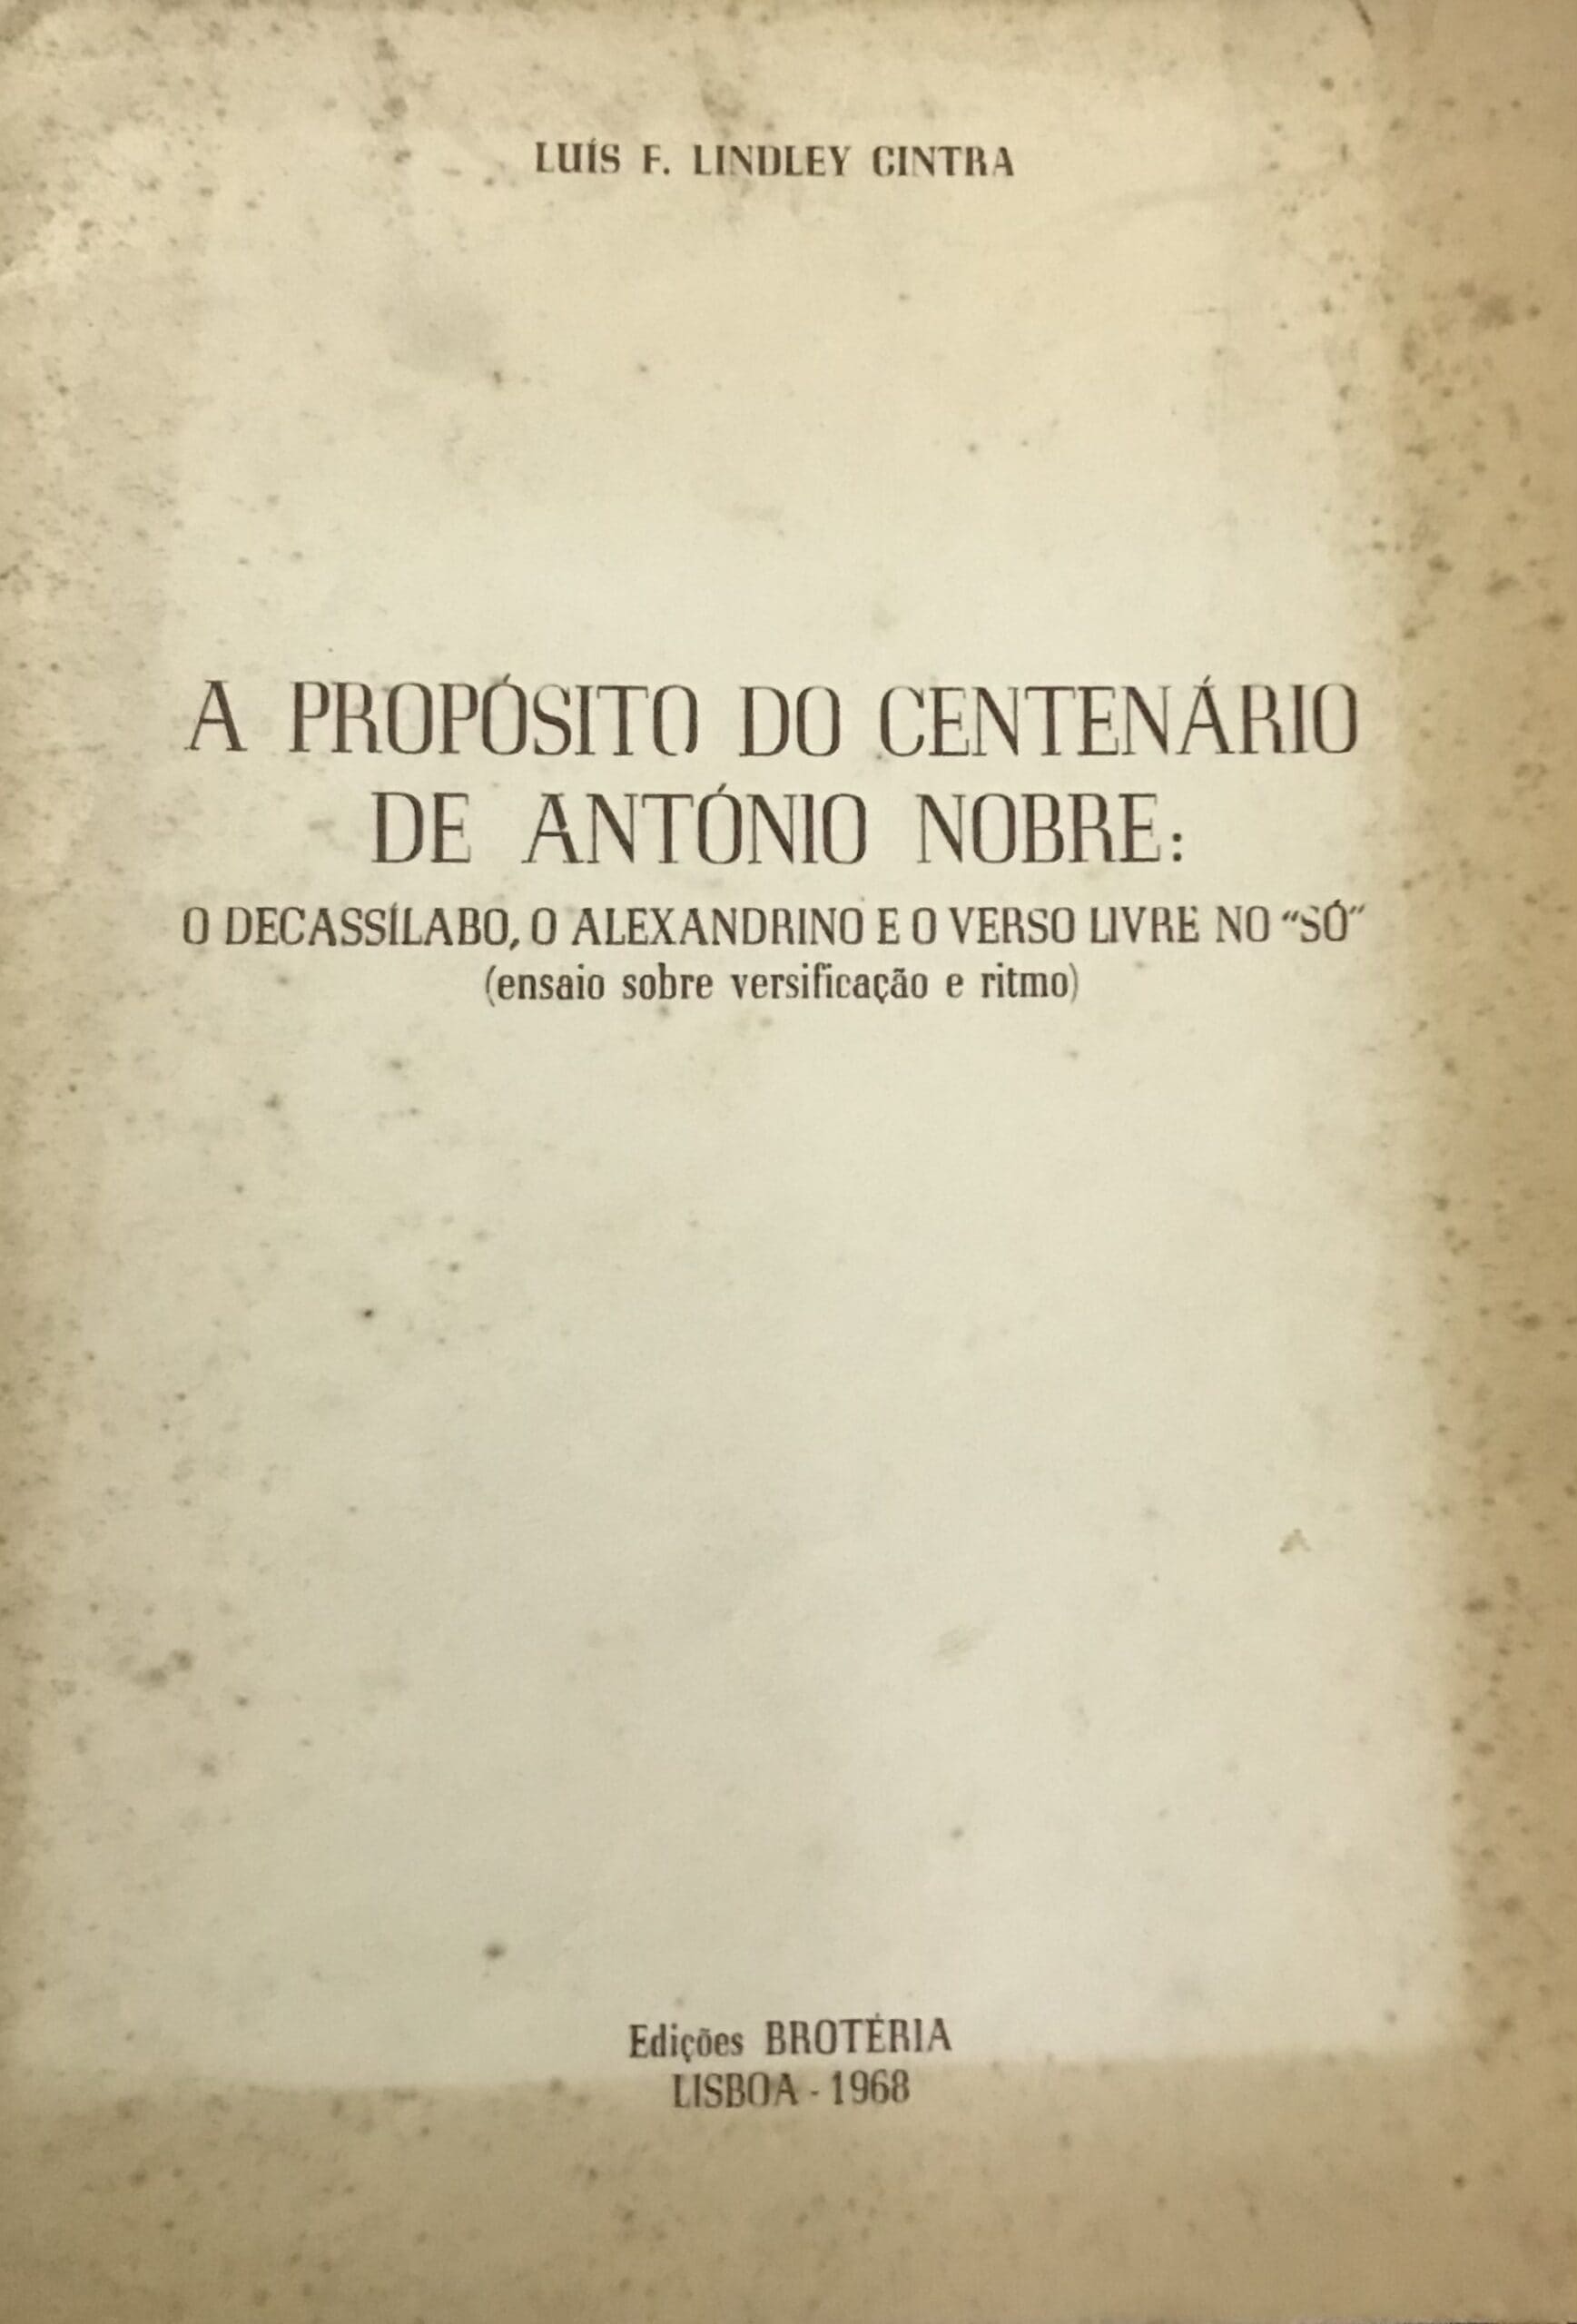 LUÍS F. LINDLEY CINTRA
A PROPÓSITO DO CENTENÁRIO
DE ANTÓNIO NOBRE:
O DECASSÍLABO, O ALEXANDRINO E O VERSO LIVRE NO “SÓ”
(ensaio sobre versificação e ritmo)
Edições BROTÉRIA
LISBOA - 1968